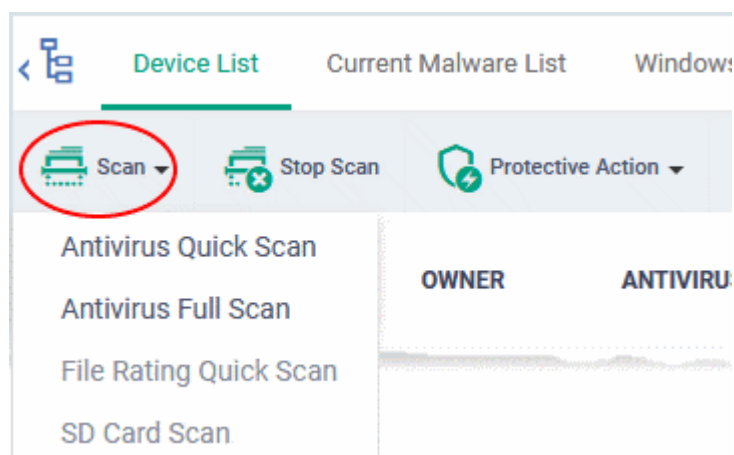 Device List Current Malware List Windows
Scan Stop Scan Protective Action
Antivirus Quick Scan
OWNER ANTIVIRUS
Antivirus Full Scan
File Rating Quick Scan
SD Card Scan